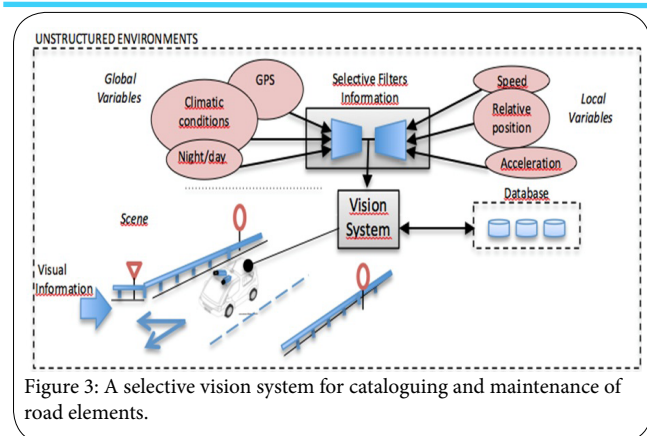 UNSTRUCTURED ENVIRONMENTS
Global
Variables
GPS
Climatic
conditions
Night/day
Selective Filters
Information
Speed
Relative
position
Acceleration
Local
Variables
Database
Vision
System
Scene
Visual
Information
Figure 3: A selective vision system for cataloguing and maintenance of
road elements.